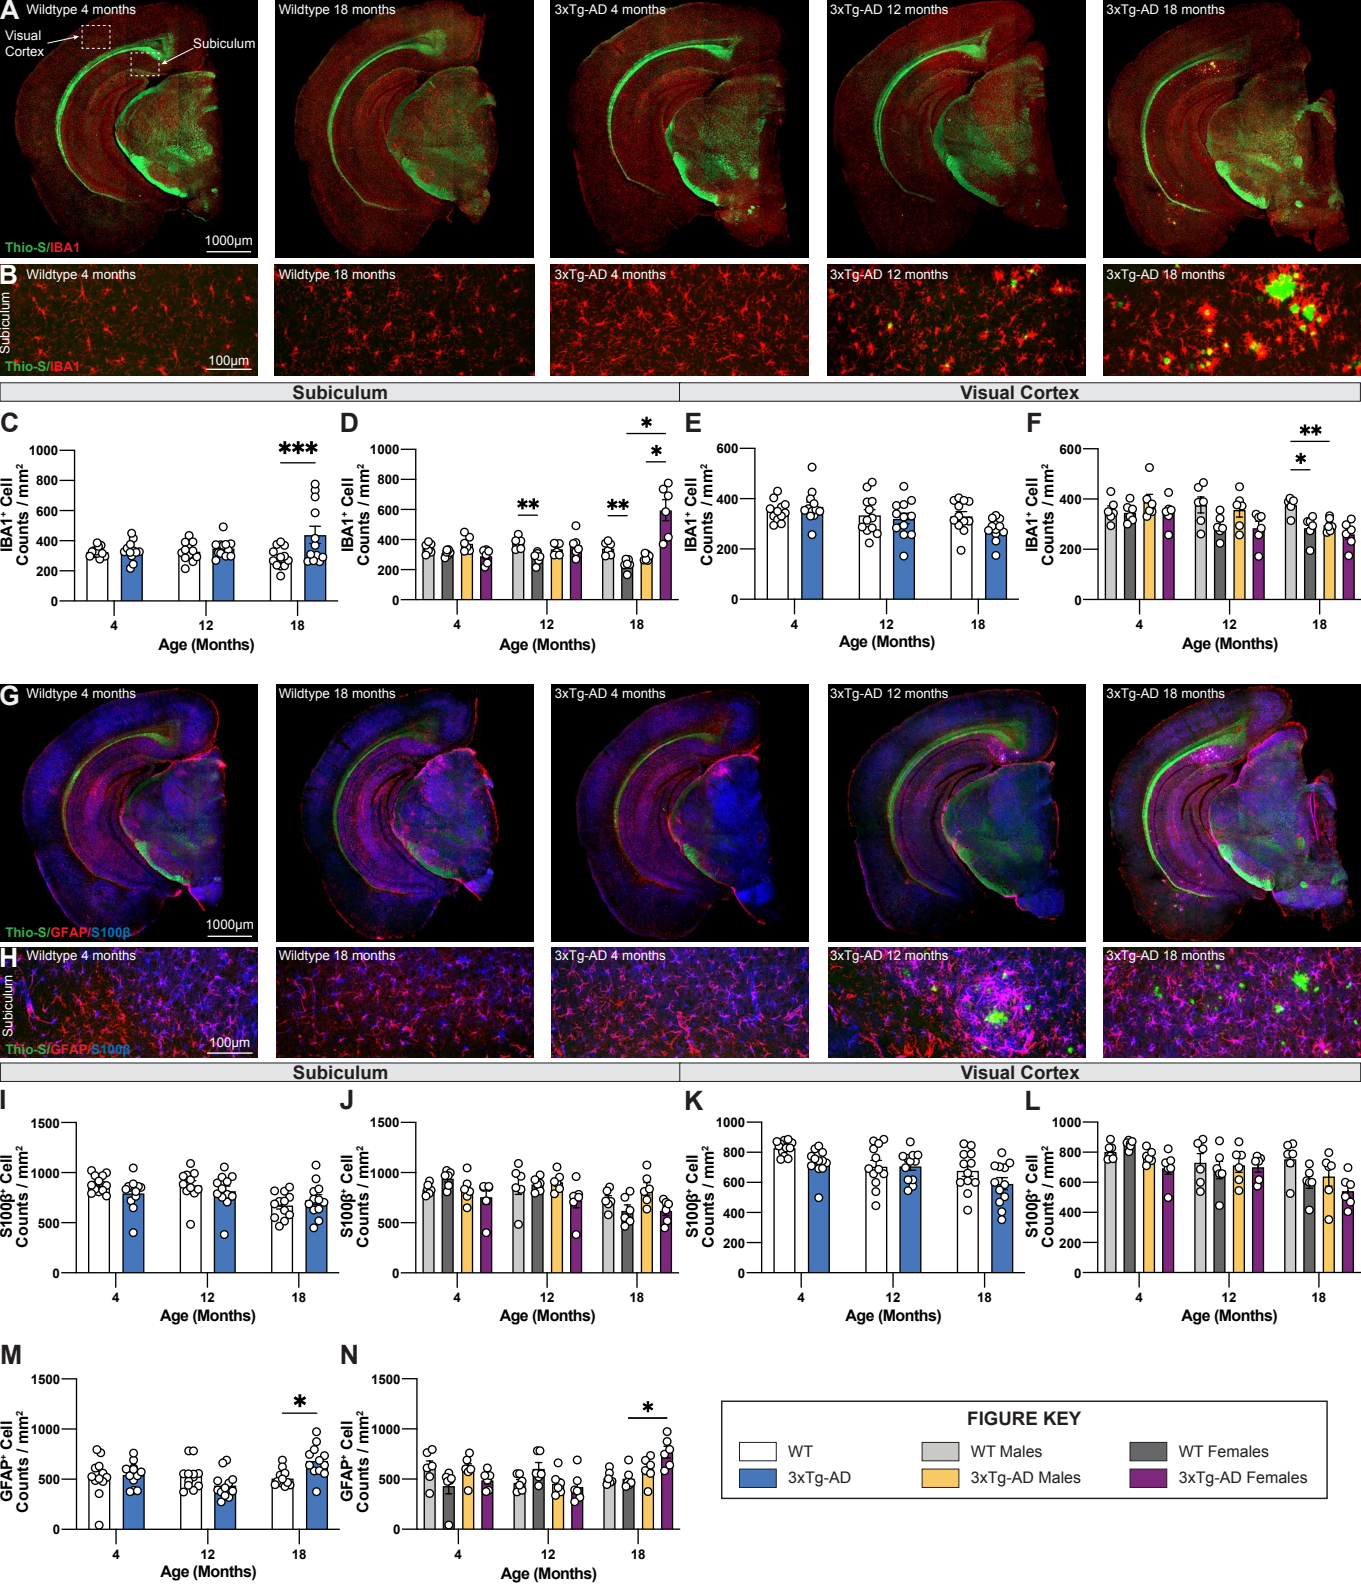 A
Wildtype 4 months
Wildtype 18 months
3xTg-AD 4 months
3xTg-AD 12 months
3xTg-AD 18 months
Visual
Cortex
Subiculum
Thio-S/IBA1
1000µm
B
Wildtype 4 months
Wildtype 18 months
3xTg-AD 4 months
3xTg-AD 12 months
3xTg-AD 18 months
Subiculum
Thio-S/IBA1
100µm
Subiculum
Visual Cortex
C
IBA1+ Cell
Counts / mm2
1000
800
600
400
200
0
***
4
12
18
Age (Months)
D
IBA1+ Cell
Counts / mm2
1000
800
600
400
200
0
**
**
*
*
4
12
18
Age (Months)
E
IBA1+ Cell
Counts / mm2
600
400
200
0
4
12
18
Age (Months)
F
IBA1+ Cell
Counts / mm2
600
400
200
0
**
*
4
12
18
Age (Months)
G
Wildtype 4 months
Wildtype 18 months
3xTg-AD 4 months
3xTg-AD 12 months
3xTg-AD 18 months
Thio-S/GFAP/S100ß
1000µm
H
Wildtype 4 months
Wildtype 18 months
3xTg-AD 4 months
3xTg-AD 12 months
3xTg-AD 18 months
Subiculum
Thio-S/GFAP/S100ß
100µm
Subiculum
Visual Cortex
I
S100β+ Cell
Counts / mm2
1500
1000
500
0
4
12
18
Age (Months)
J
S100β+ Cell
Counts / mm2
1500
1000
500
0
4
12
18
Age (Months)
K
S100β+ Cell
Counts / mm2
1000
800
600
400
200
0
4
12
18
Age (Months)
L
S100β+ Cell
Counts / mm2
1000
800
600
400
200
0
4
12
18
Age (Months)
M
GFAP+ Cell
Counts / mm2
1500
1000
500
0
*
4
12
18
Age (Months)
N
GFAP+ Cell
Counts / mm2
1500
1000
500
0
*
4
12
18
Age (Months)
FIGURE KEY
WT
WT Males
WT Females
3xTg-AD
3xTg-AD Males
3xTg-AD Females